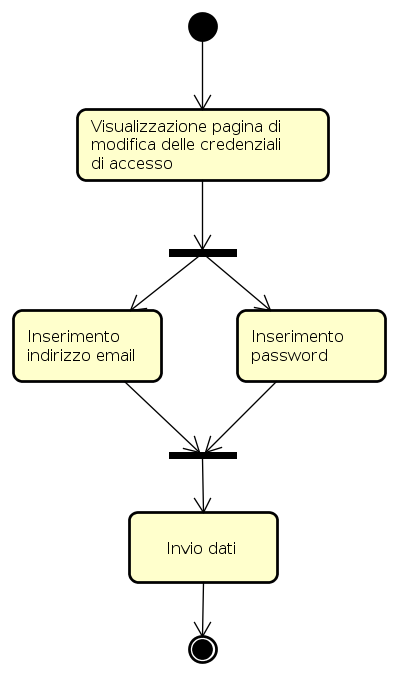 Visualizzazione pagina di
modifica delle credenziali
di accesso
Inserimento
indirizzo email
Inserimento
password
Invio dati